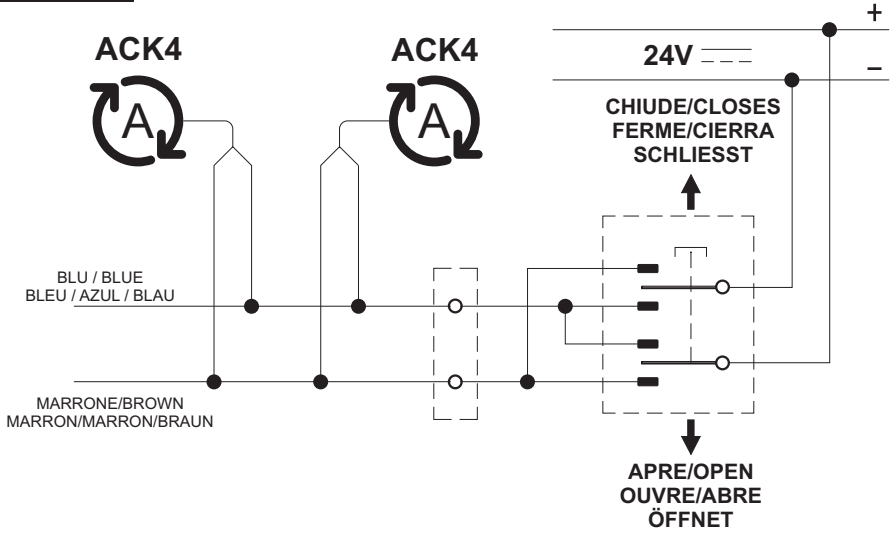 ACK4
A
ACK4
A
+
24V
–
CHIUDE/CLOSES
FERME/CIERRA
SCHLIESST
BLU / BLUE
BLEU / AZUL / BLAU
MARRONE/BROWN
MARRON/MARRON/BRAUN
APRE/OPEN
OUVRE/ABRE
ÖFFNET